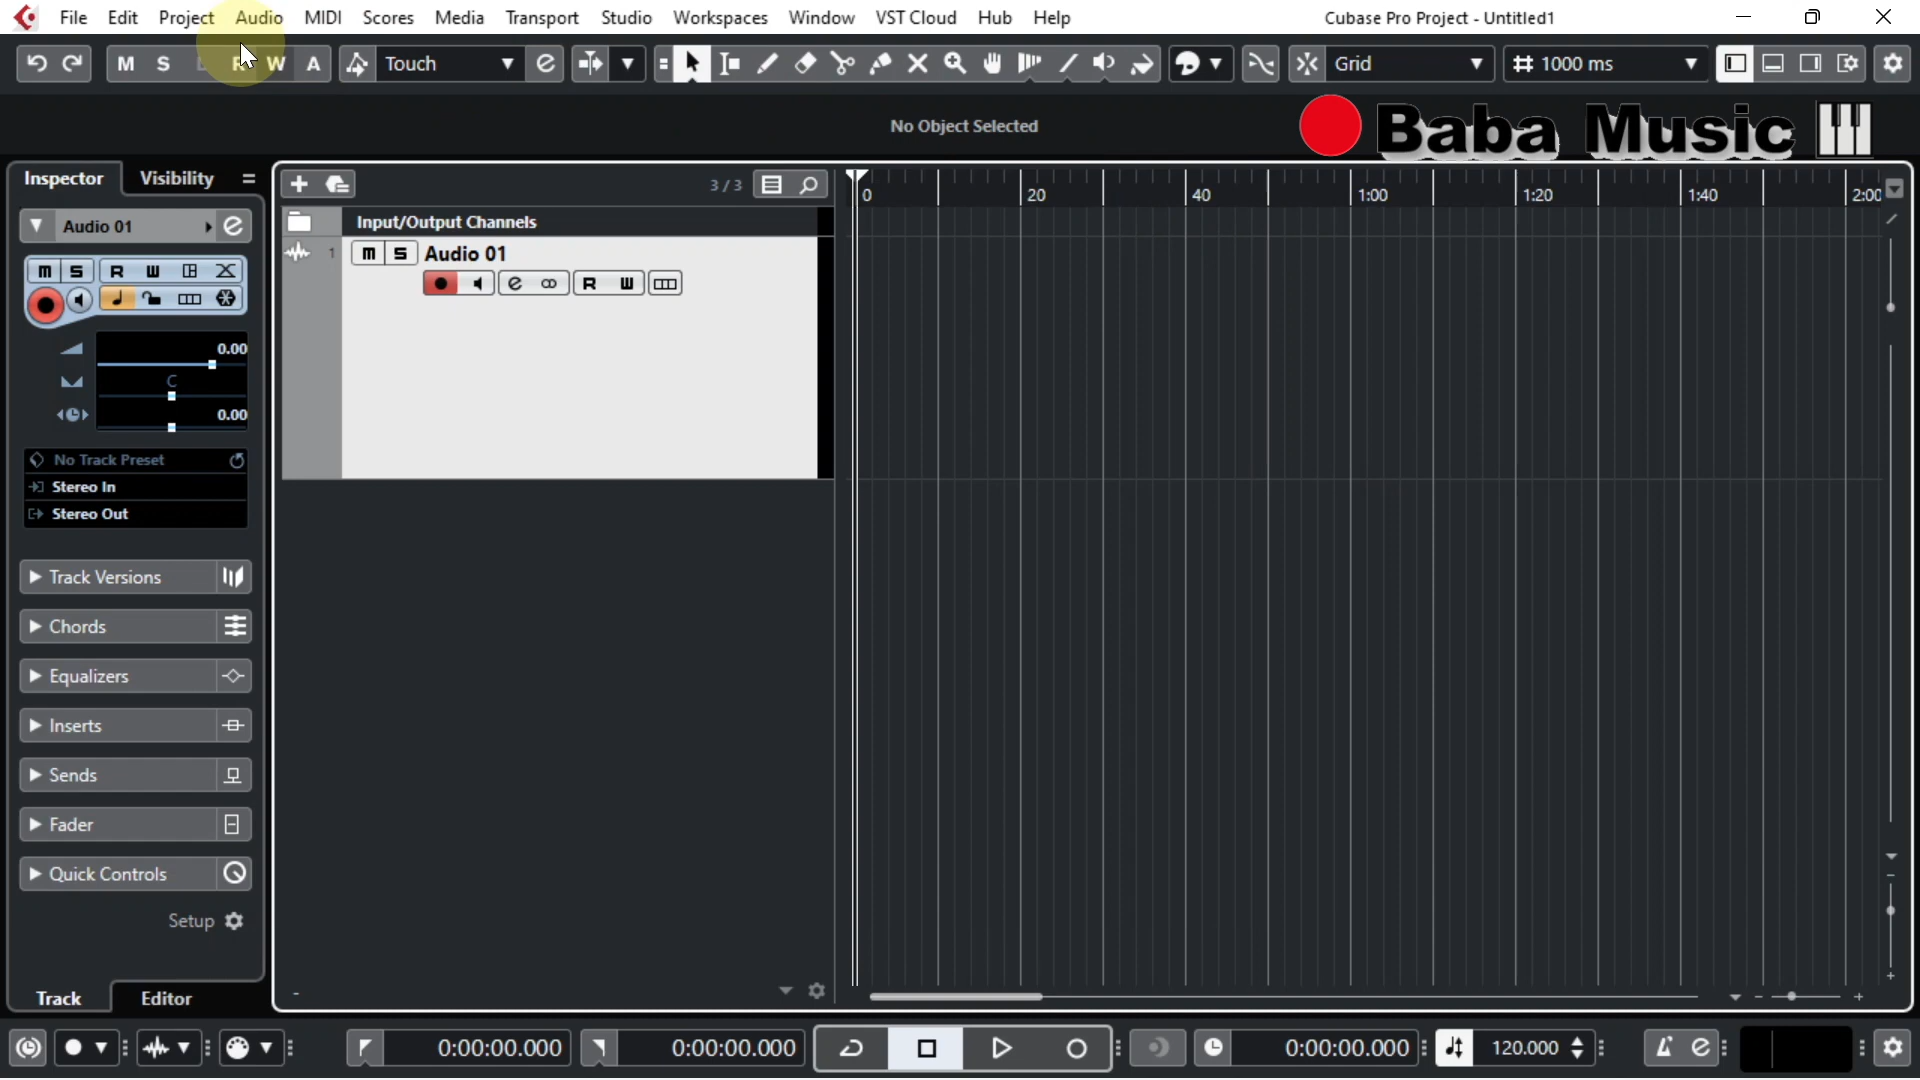 File Edit Project Audio MIDI Scores Media Transport Studio Workspaces Window VST Cloud Hub Help Cubase Pro Project - Untitled1
M S R W A Touch Grid 1000 ms
No Object Selected Baba Music
Inspector Visibility
3 / 3
0 20 40 1:00 1:20 1:40 2:00
Audio 01
Input/Output Channels
1 m S Audio 01
R W
m S R W
0.00
C
0.00
No Track Preset
Stereo In
Stereo Out
Track Versions
Chords
Equalizers
Inserts
Sends
Fader
Quick Controls
Setup
Track Editor
0:00:00.000 0:00:00.000 0:00:00.000 120.000